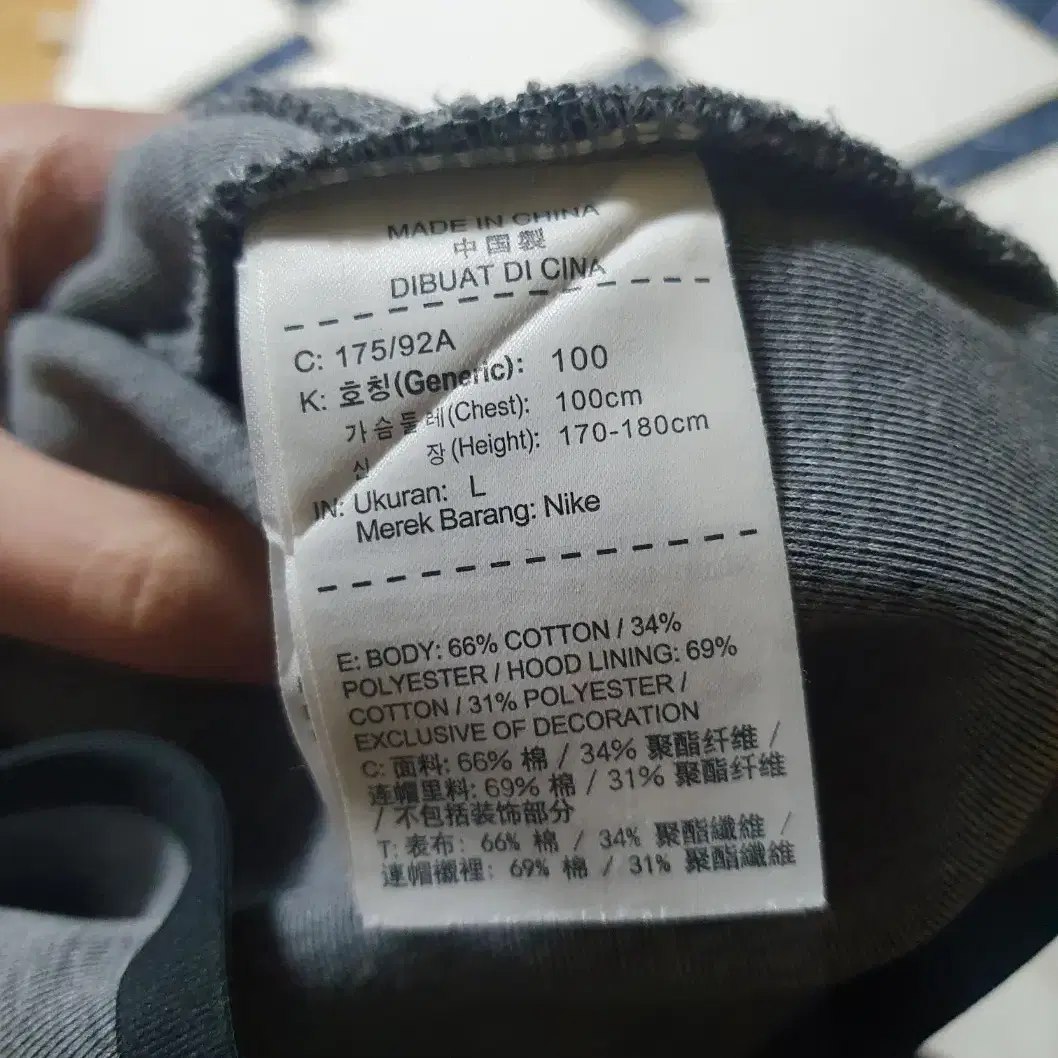 MADE IN CHINA
中国製
DIBUAT DI CINA
C: 175/92A
K: 호칭(Generic): 100
가슴둘레(Chest): 100cm
신 장(Height): 170-180cm
IN: Ukuran: L
Merek Barang: Nike
E: BODY: 66% COTTON / 34%
POLYESTER / HOOD LINING: 69%
COTTON / 31% POLYESTER /
EXCLUSIVE OF DECORATION
C: 面料: 66% 棉 / 34% 聚酯纤维 /
连帽里料: 69% 棉 / 31% 聚酯纤维
/ 不包括装饰部分
T: 表布: 66% 棉 / 34% 聚酯纖維 /
連帽襯裡: 69% 棉 / 31% 聚酯纖維